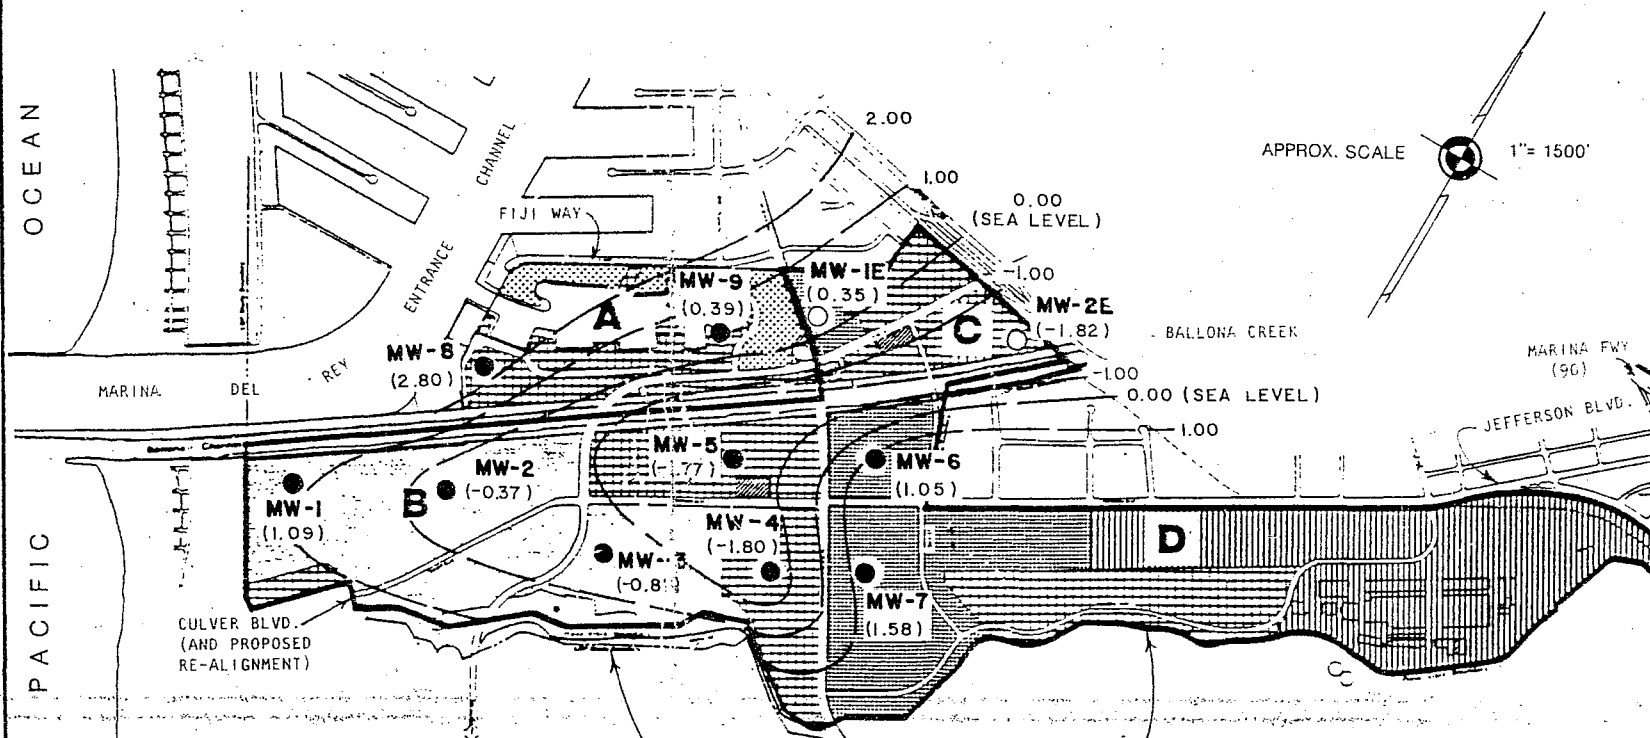 OCEAN
PACIFIC
2.00
1.00
0.00
(SEA LEVEL)
-1.00
APPROX. SCALE
1"= 1500'
CHANNEL
ENTRANCE
REY
DEL
MARINA
FIJI WAY
MW-9
(0.39)
MW-1E
(0.35)
MW-2E
(-1.82)
A
C
BALLONA CREEK
MARINA FWY
(90)
JEFFERSON BLVD.
MW-8
(2.80)
-1.00
0.00 (SEA LEVEL)
1.00
MW-5
(-1.77)
MW-6
(1.05)
MW-2
(-0.37)
B
MW-1
(1.09)
MW-4
(-1.80)
MW-3
D
MW-7
(1.58)
CULVER BLVD.
(AND PROPOSED
RE-ALIGNMENT)